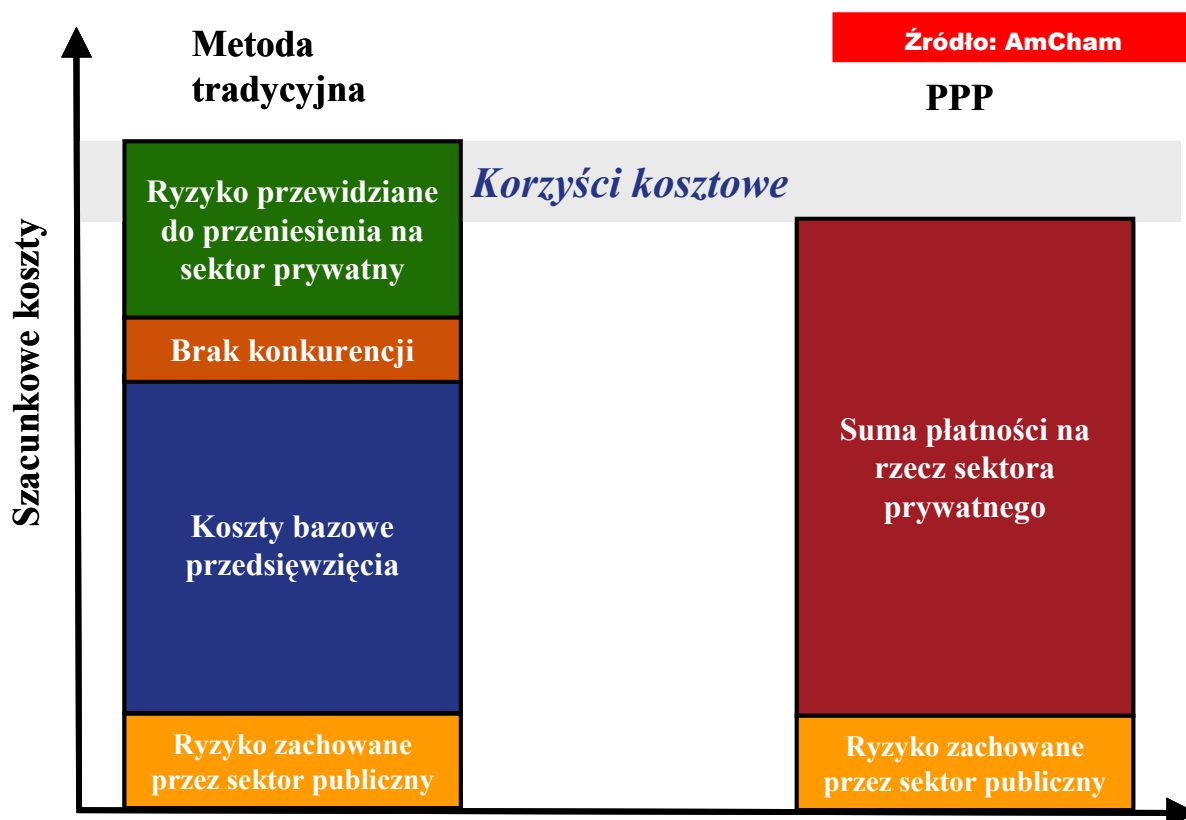 Metoda
tradycyjna
Źródło: AmCham
PPP
Szacunkowe koszty
Ryzyko przewidziane
do przeniesienia na
sektor prywatny
Korzyści kosztowe
Brak konkurencji
Koszty bazowe
przedsięwzięcia
Suma płatności na
rzecz sektora
prywatnego
Ryzyko zachowane
przez sektor publiczny
Ryzyko zachowane
przez sektor publiczny